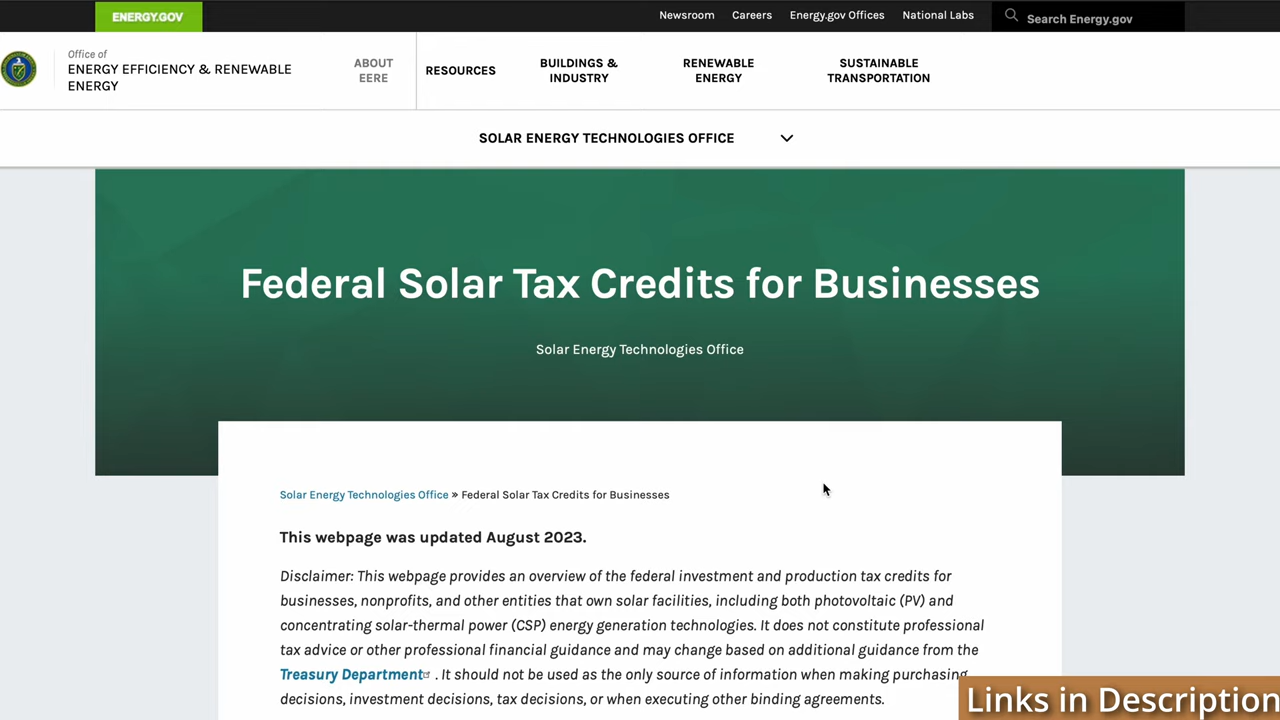 ENERGY.GOV
Newsroom Careers Energy.gov Offices National Labs Search Energy.gov
Office of
ENERGY EFFICIENCY & RENEWABLE
ENERGY
ABOUT
EERE
RESOURCES
BUILDINGS &
INDUSTRY
RENEWABLE
ENERGY
SUSTAINABLE
TRANSPORTATION
SOLAR ENERGY TECHNOLOGIES OFFICE
Federal Solar Tax Credits for Businesses
Solar Energy Technologies Office
Solar Energy Technologies Office » Federal Solar Tax Credits for Businesses
This webpage was updated August 2023.
Disclaimer: This webpage provides an overview of the federal investment and production tax credits for
businesses, nonprofits, and other entities that own solar facilities, including both photovoltaic (PV) and
concentrating solar-thermal power (CSP) energy generation technologies. It does not constitute professional
tax advice or other professional financial guidance and may change based on additional guidance from the
Treasury Department . It should not be used as the only source of information when making purchasing
decisions, investment decisions, tax decisions, or when executing other binding agreements.
Links in Description